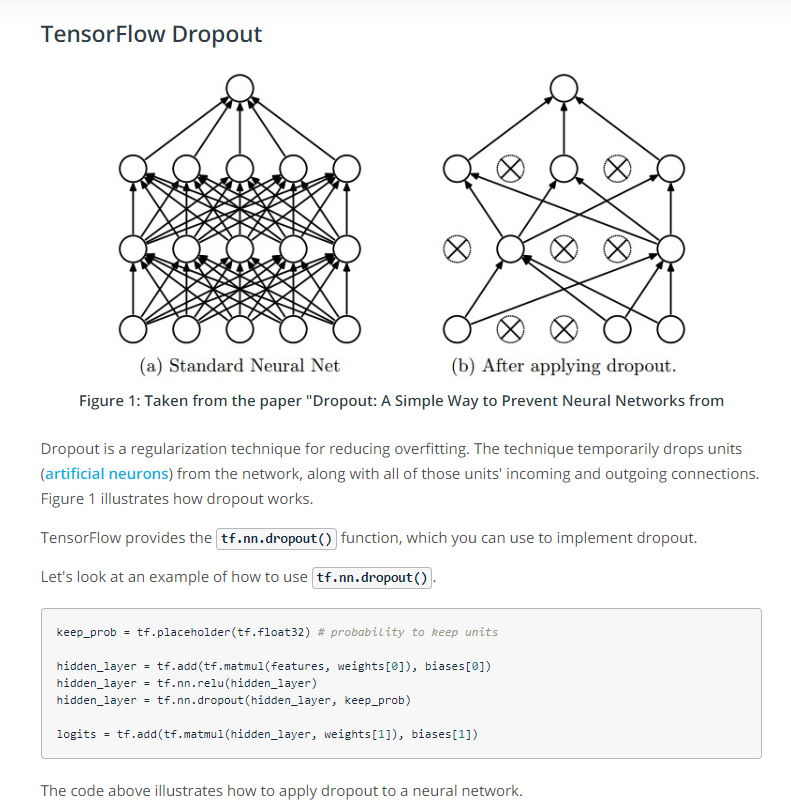 TensorFlow Dropout
(a) Standard Neural Net
(b) After applying dropout.
Figure 1: Taken from the paper "Dropout: A Simple Way to Prevent Neural Networks from
Dropout is a regularization technique for reducing overfitting. The technique temporarily drops units
(artificial neurons) from the network, along with all of those units' incoming and outgoing connections.
Figure 1 illustrates how dropout works.
TensorFlow provides the tf.nn.dropout() function, which you can use to implement dropout.
Let's look at an example of how to use tf.nn.dropout().
keep_prob = tf.placeholder(tf.float32) # probability to keep units
hidden_layer = tf.add(tf.matmul(features, weights[0]), biases[0])
hidden_layer = tf.nn.relu(hidden_layer)
hidden_layer = tf.nn.dropout(hidden_layer, keep_prob)
logits = tf.add(tf.matmul(hidden_layer, weights[1]), biases[1])
The code above illustrates how to apply dropout to a neural network.